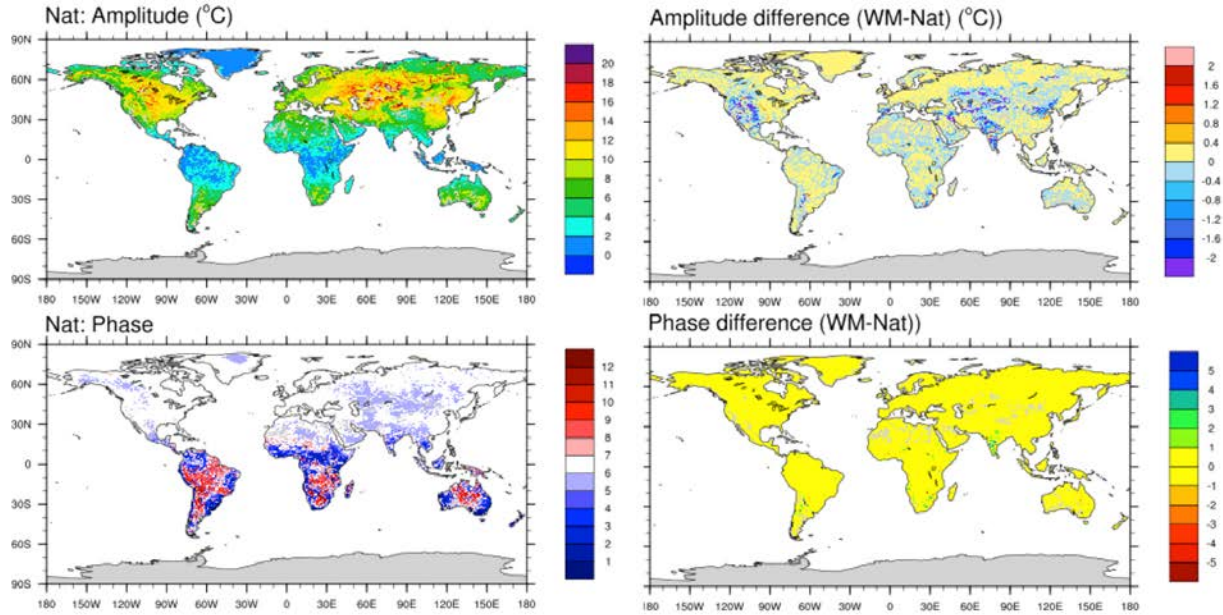 Nat: Amplitude (°C)
90N
60N
30N
0
30S
60S
90S
180 150W 120W 90W 60W 30W 0 30E 60E 90E 120E 150E 180
20
18
16
14
12
10
8
6
4
2
0
Amplitude difference (WM-Nat) (°C))
180 150W 120W 90W 60W 30W 0 30E 60E 90E 120E 150E 180
2
1.6
1.2
0.8
0.4
0
-0.4
-0.8
-1.2
-1.6
-2
Nat: Phase
90N
60N
30N
0
30S
60S
90S
180 150W 120W 90W 60W 30W 0 30E 60E 90E 120E 150E 180
12
11
10
9
8
7
6
5
4
3
2
1
Phase difference (WM-Nat))
180 150W 120W 90W 60W 30W 0 30E 60E 90E 120E 150E 180
5
4
3
2
1
0
-1
-2
-3
-4
-5